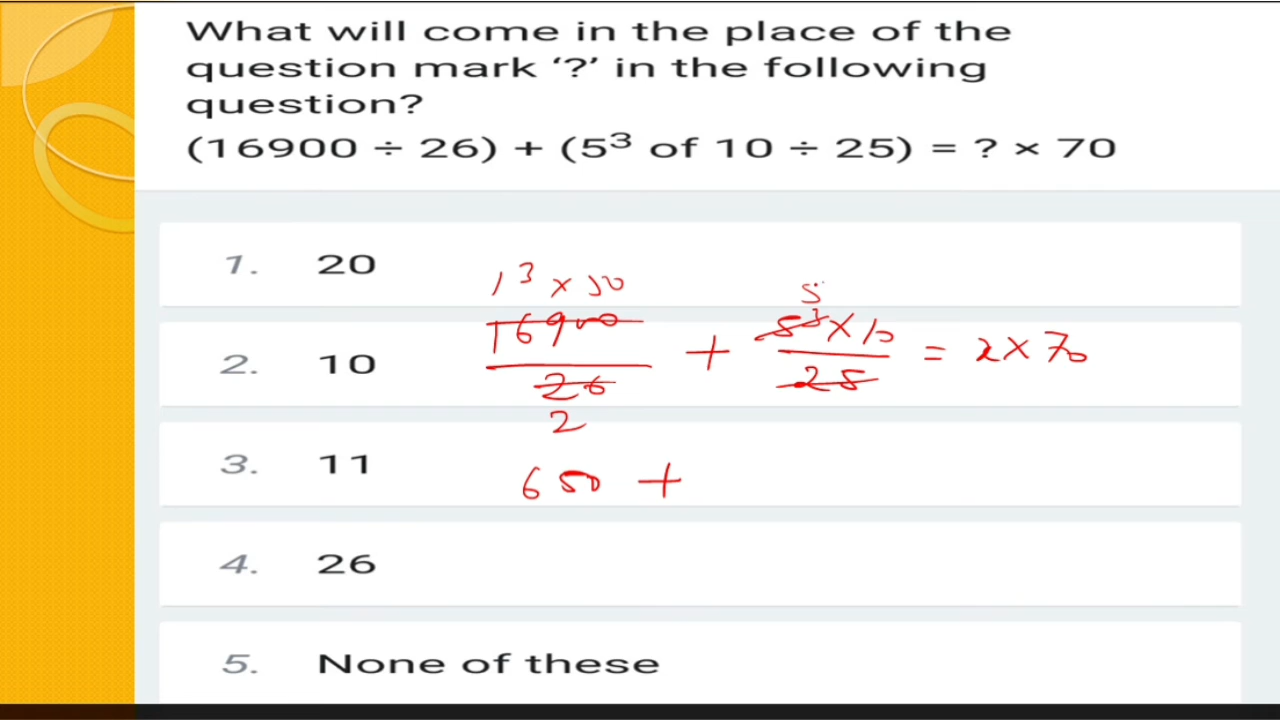 What will come in the place of the
question mark ‘?’ in the following
question?
(16900 ÷ 26) + (5³ of 10 ÷ 25) = ? × 70
1. 20
1³ × 50
5
16900 + 5³ × 10 = 2 × 70
2. 10
26
25
2
3. 11
650 +
4. 26
5. None of these